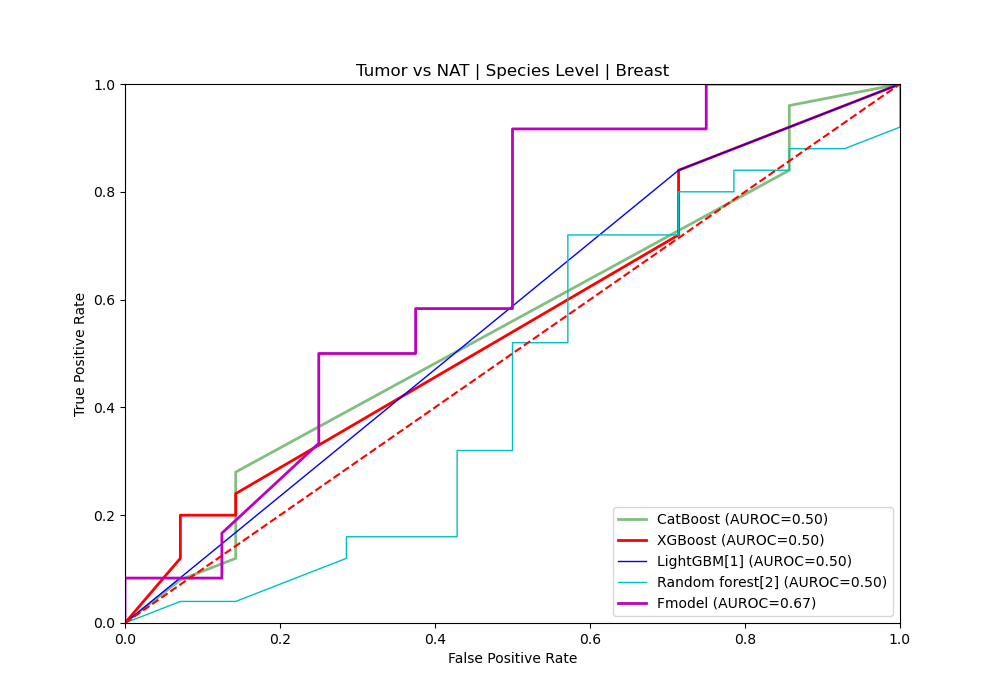 Tumor vs NAT | Species Level | Breast
True Positive Rate
1.0
0.8
0.6
0.4
0.2
0.0
0.0 0.2 0.4 0.6 0.8 1.0
False Positive Rate
CatBoost (AUROC=0.50)
XGBoost (AUROC=0.50)
LightGBM[1] (AUROC=0.50)
Random forest[2] (AUROC=0.50)
Fmodel (AUROC=0.67)